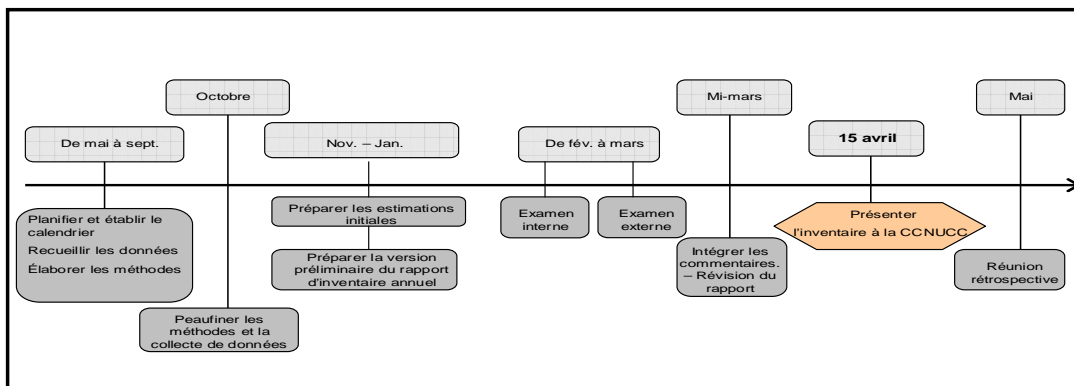 Octobre
Mi-mars
Mai
De mai à sept.
Nov. – Jan.
De fév. à mars
15 avril
Planifier et établir le
calendrier
Recueillir les données
Élaborer les méthodes
Peaufiner les
méthodes et la
collecte de données
Préparer les estimations
initiales
Préparer la version
préliminaire du rapport
d'inventaire annuel
Examen
interne
Examen
externe
Intégrer les
commentaires.
– Révision du
rapport
Présenter
l'inventaire à la CCNUCC
Réunion
rétrospective